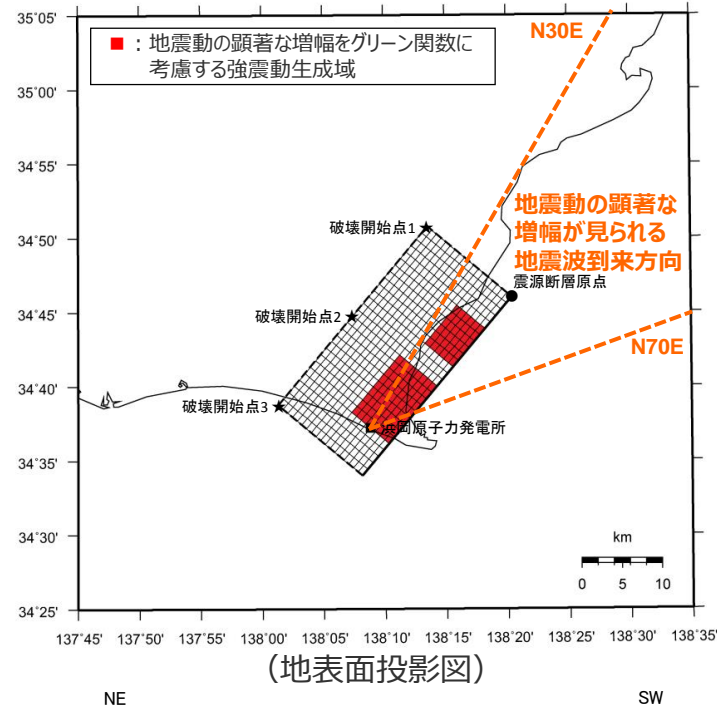 ■：地震動の顕著な増幅をグリーン関数に
考慮する強震動生成域
N30E
地震動の顕著な
増幅が見られる
地震波到来方向
破壊開始点1
震源断層原点
破壊開始点2
N70E
破壊開始点3
浜岡原子力発電所
km
0 5 10
35°05'
35°00'
34°55'
34°50'
34°45'
34°40'
34°35'
34°30'
34°25'
137°45' 137°50' 137°55' 138°00' 138°05' 138°10' 138°15' 138°20' 138°25' 138°30' 138°35'
（地表面投影図）
NE SW